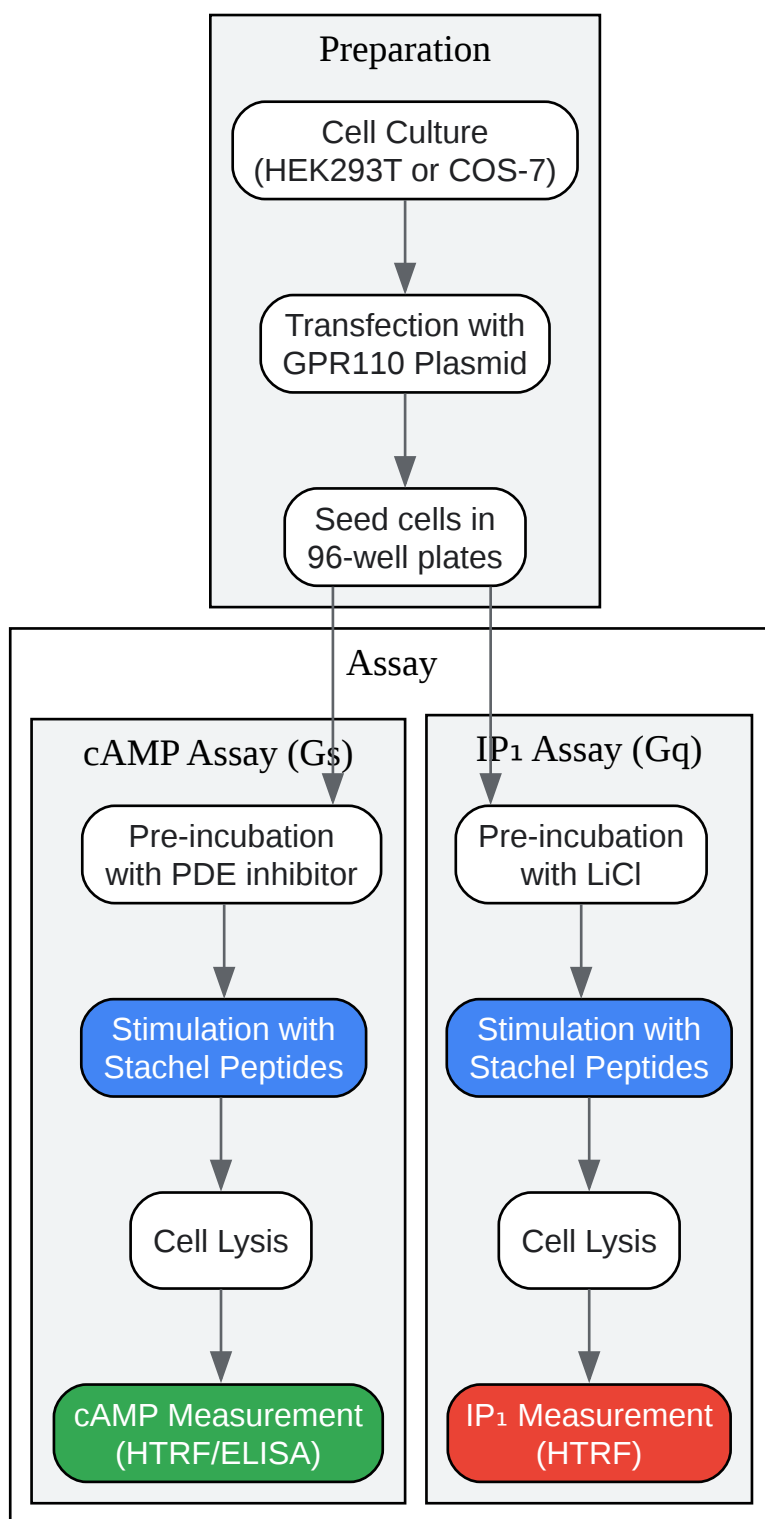 Preparation
Cell Culture
(HEK293T or COS-7)
Transfection with
GPR110 Plasmid
Seed cells in
96-well plates
Assay
cAMP Assay (Gs)
Pre-incubation
with PDE inhibitor
Stimulation with
Stachel Peptides
Cell Lysis
cAMP Measurement
(HTRF/ELISA)
IP₁ Assay (Gq)
Pre-incubation
with LiCl
Stimulation with
Stachel Peptides
Cell Lysis
IP₁ Measurement
(HTRF)